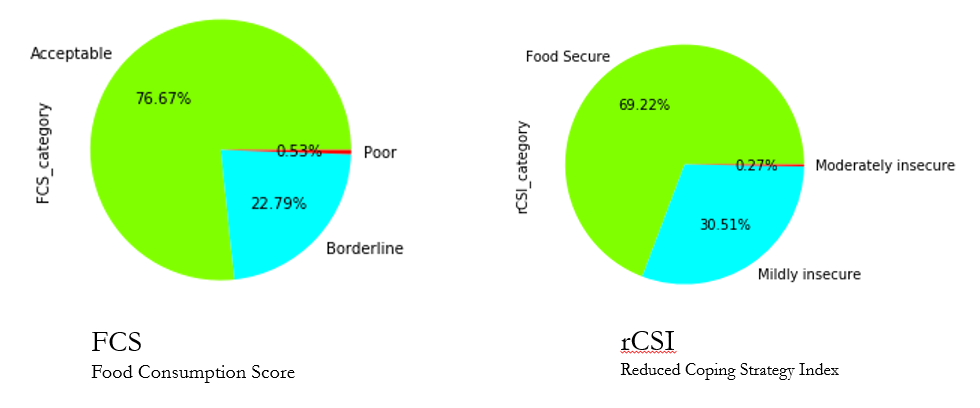 Acceptable
76.67%
FCS_category
0.53%
Poor
22.79%
Borderline
FCS
Food Consumption Score
Food Secure
69.22%
rCSI_category
0.27%
Moderately insecure
30.51%
Mildly insecure
rCSI
Reduced Coping Strategy Index